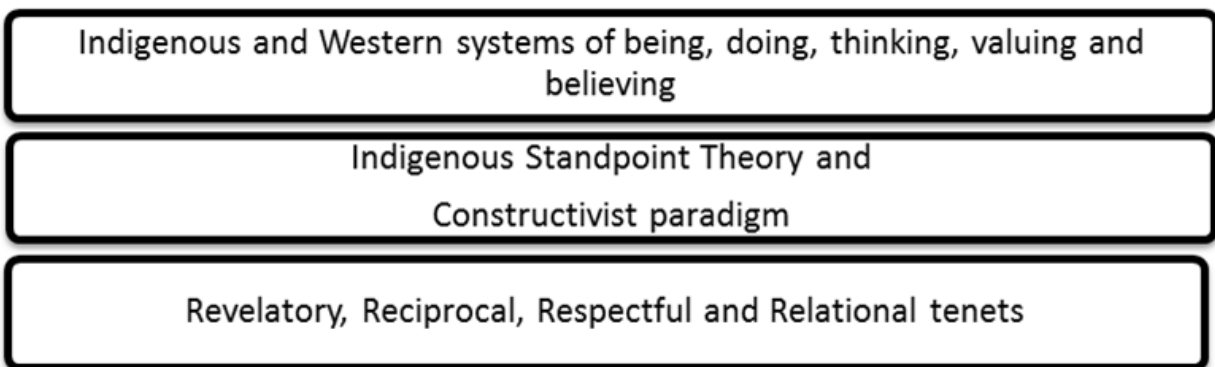 Indigenous and Western systems of being, doing, thinking, valuing and
believing
Indigenous Standpoint Theory and
Constructivist paradigm
Revelatory, Reciprocal, Respectful and Relational tenets